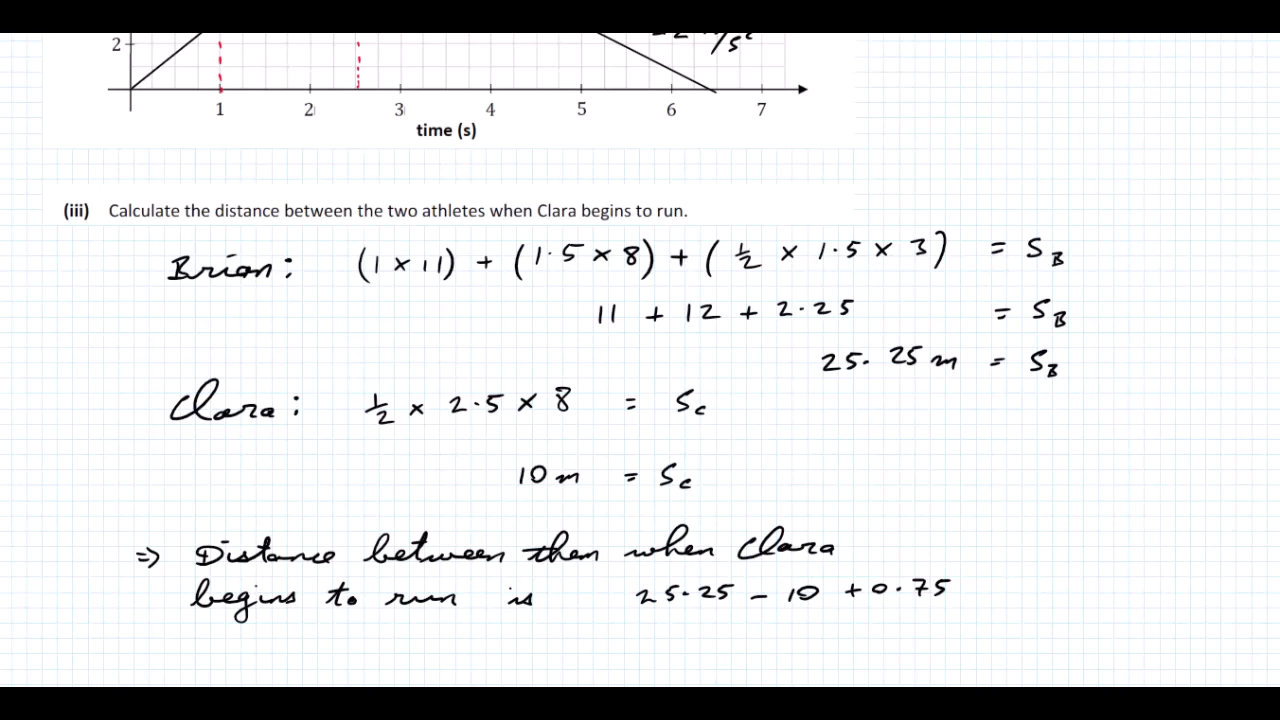 2
-2 m/s²
1 2 3 4 5 6 7
time (s)
(iii) Calculate the distance between the two athletes when Clara begins to run.
Brian: (1 × 11) + (1.5 × 8) + (½ × 1.5 × 3) = S_B
11 + 12 + 2.25 = S_B
25.25 m = S_B
Clara: ½ × 2.5 × 8 = S_C
10 m = S_C
⇒ Distance between them when Clara
begins to run is 25.25 - 10 + 0.75